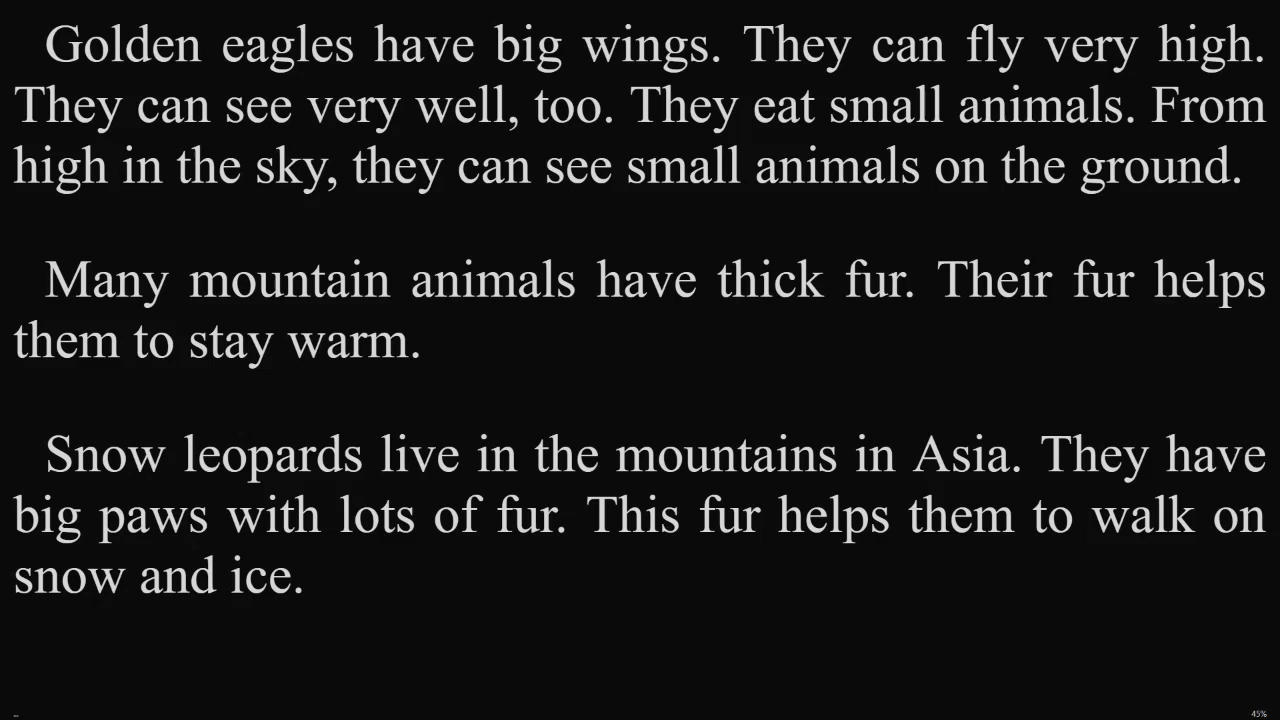 Golden eagles have big wings. They can fly very high.
They can see very well, too. They eat small animals. From
high in the sky, they can see small animals on the ground.
Many mountain animals have thick fur. Their fur helps
them to stay warm.
Snow leopards live in the mountains in Asia. They have
big paws with lots of fur. This fur helps them to walk on
snow and ice.
45%